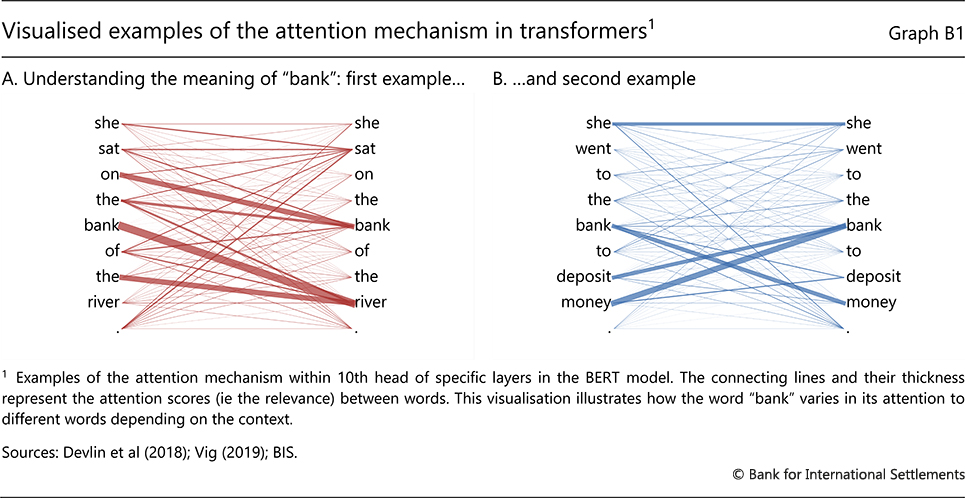 Visualised examples of the attention mechanism in transformers¹
Graph B1
A. Understanding the meaning of “bank”: first example…
B. …and second example
she she
sat sat
on on
the the
bank bank
of of
the the
river river
. .
she she
went went
to to
the the
bank bank
to to
deposit deposit
money money
. .
¹ Examples of the attention mechanism within 10th head of specific layers in the BERT model. The connecting lines and their thickness
represent the attention scores (ie the relevance) between words. This visualisation illustrates how the word “bank” varies in its attention to
different words depending on the context.
Sources: Devlin et al (2018); Vig (2019); BIS.
© Bank for International Settlements